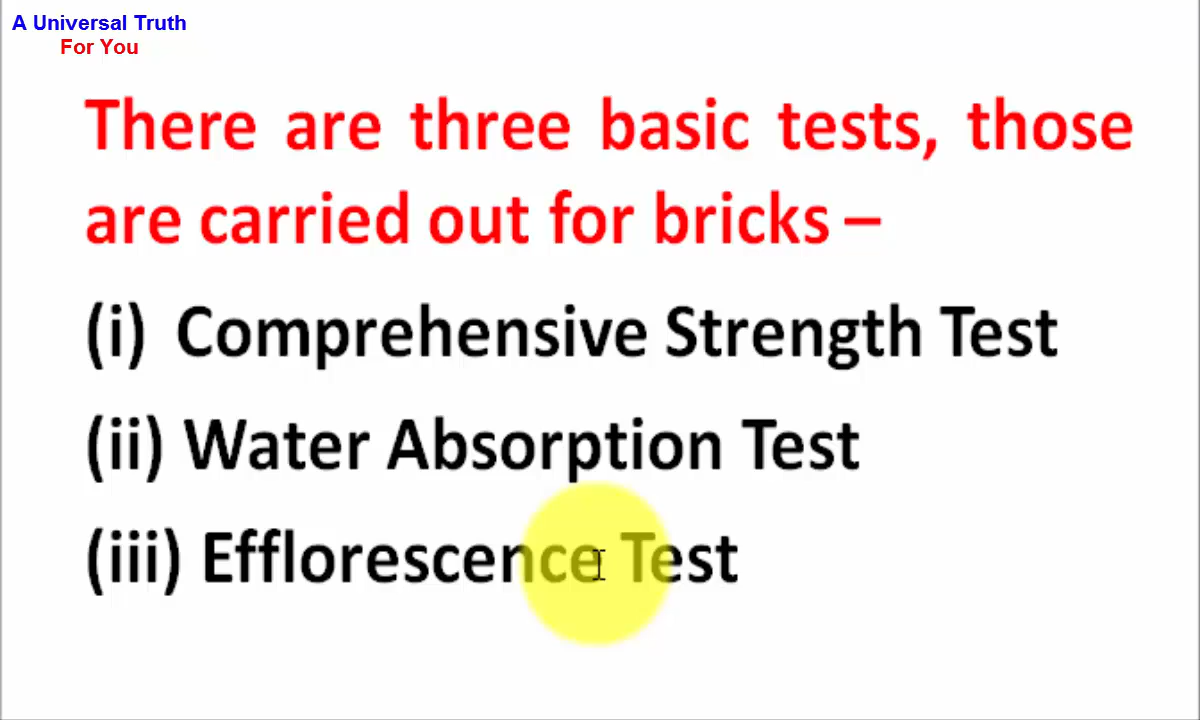 A Universal Truth
For You
There are three basic tests, those
are carried out for bricks –
(i) Comprehensive Strength Test
(ii) Water Absorption Test
(iii) Efflorescence Test